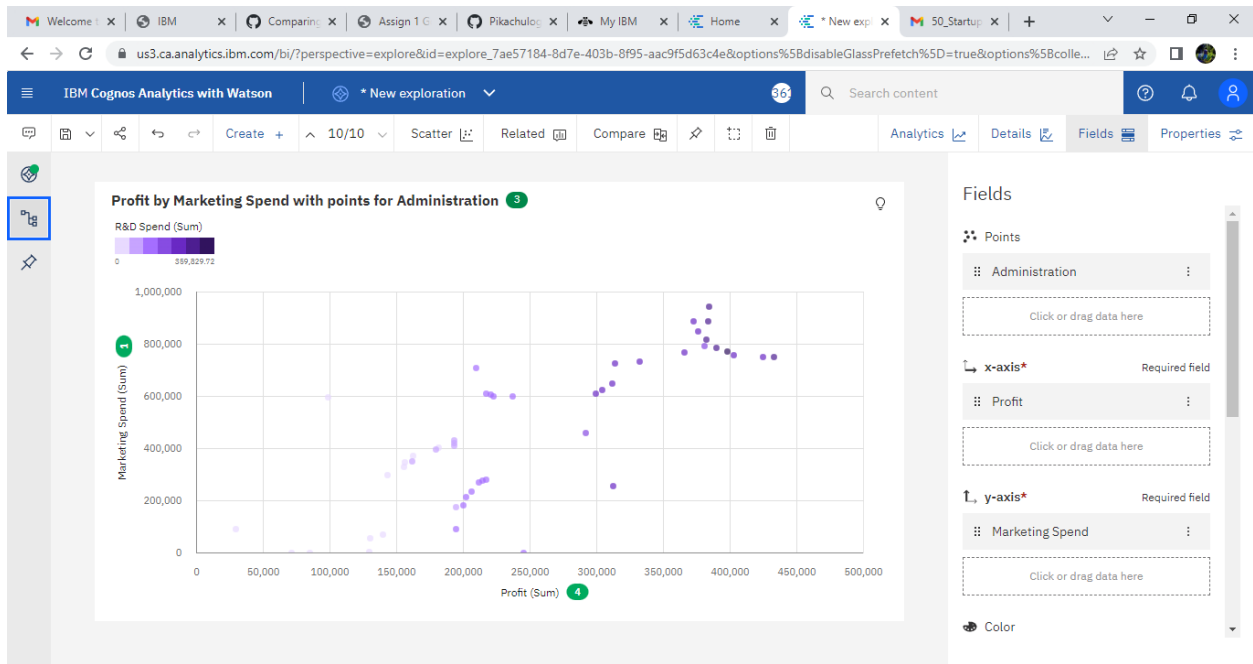 Welcome t
IBM
Comparing
Assign 1 G
Pikachulog
My IBM
Home
* New expl
50_Startup
us3.ca.analytics.ibm.com/bi/?perspective=explore&id=explore_7ae57184-8d7e-403b-8f95-aac9f5d63c4e&options%5BdisableGlassPrefetch%5D=true&options%5Bcolle...
IBM Cognos Analytics with Watson
* New exploration
Search content
Create +
10/10
Scatter
Related
Compare
Analytics
Details
Fields
Properties
Profit by Marketing Spend with points for Administration 3
R&D Spend (Sum)
0 389,829.72
1,000,000
800,000
600,000
400,000
200,000
0
Marketing Spend (Sum) 1
0 50,000 100,000 150,000 200,000 250,000 300,000 350,000 400,000 450,000 500,000
Profit (Sum) 4
Fields
Points
Administration
Click or drag data here
x-axis* Required field
Profit
Click or drag data here
y-axis* Required field
Marketing Spend
Click or drag data here
Color